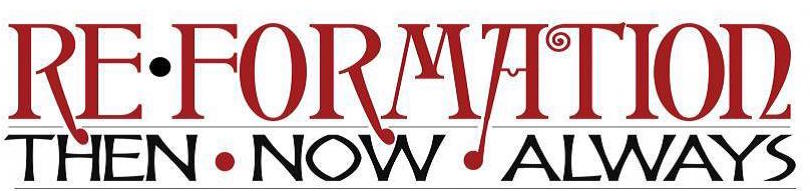 RE•FORMATION
THEN • NOW • ALWAYS